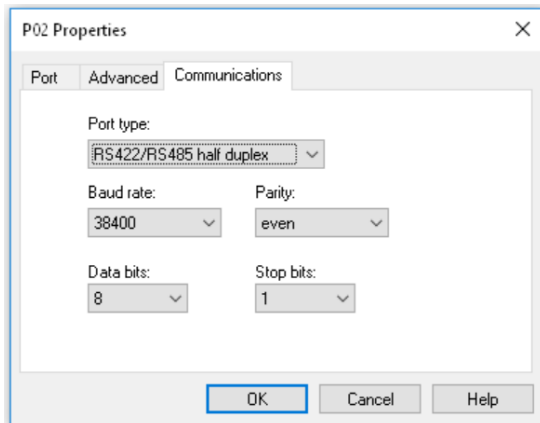 P02 Properties
Port Advanced Communications
Port type:
RS422/RS485 half duplex
Baud rate: Parity:
38400 even
Data bits: Stop bits:
8 1
OK Cancel Help